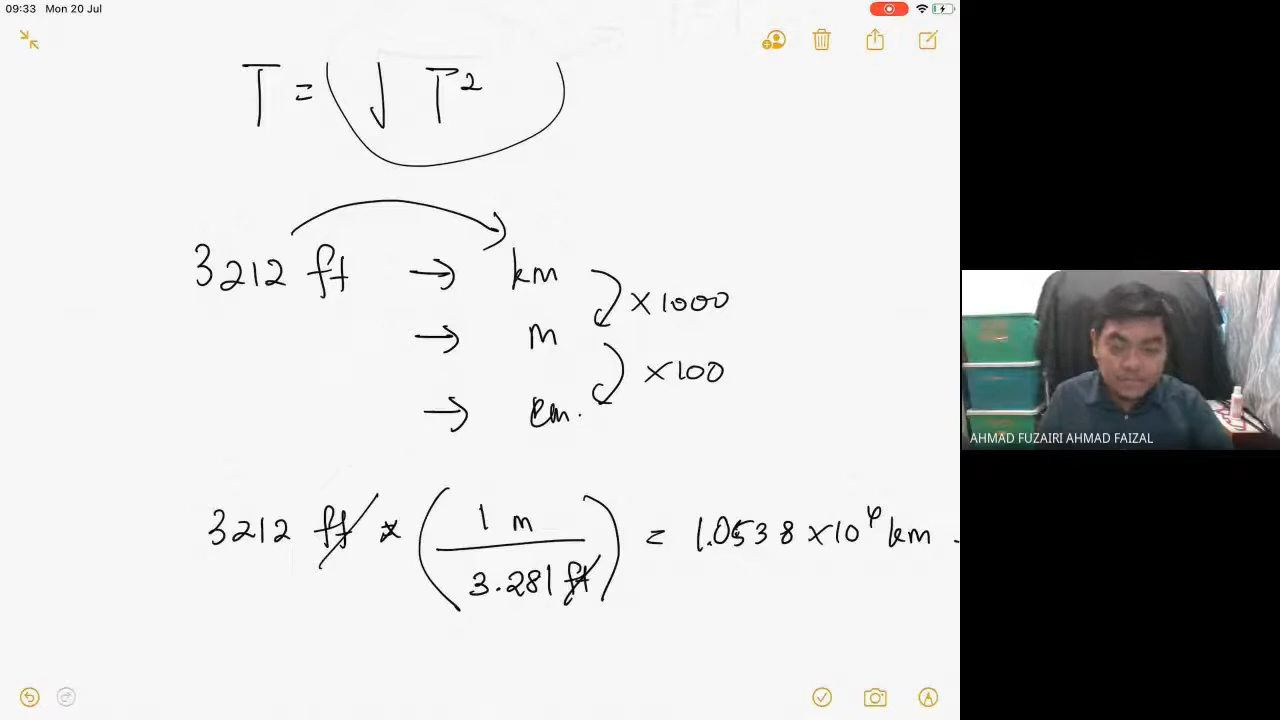 09:33 Mon 20 Jul
T = √ T²
3212 ft → km
×1000
→ m
×100
→ cm.
3212 ft * ( 1 m / 3.281 ft ) = 1.0538 ×10⁴ km
AHMAD FUZAIRI AHMAD FAIZAL